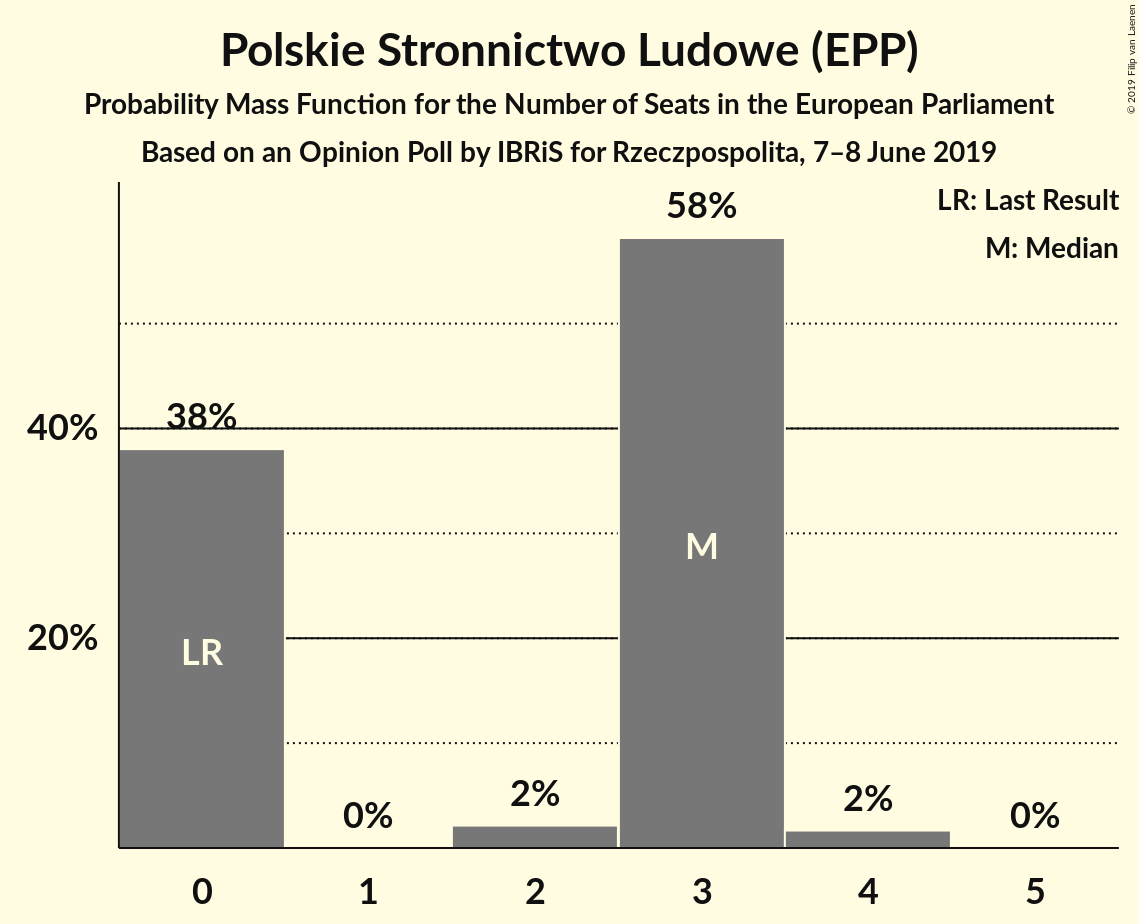 Polskie Stronnictwo Ludowe (EPP)
Probability Mass Function for the Number of Seats in the European Parliament
Based on an Opinion Poll by IBRiS for Rzeczpospolita, 7–8 June 2019
© 2019 Filip van Laenen
LR: Last Result
M: Median
58%
38%
40%
M
20%
LR
0%
2%
2%
0%
0 1 2 3 4 5